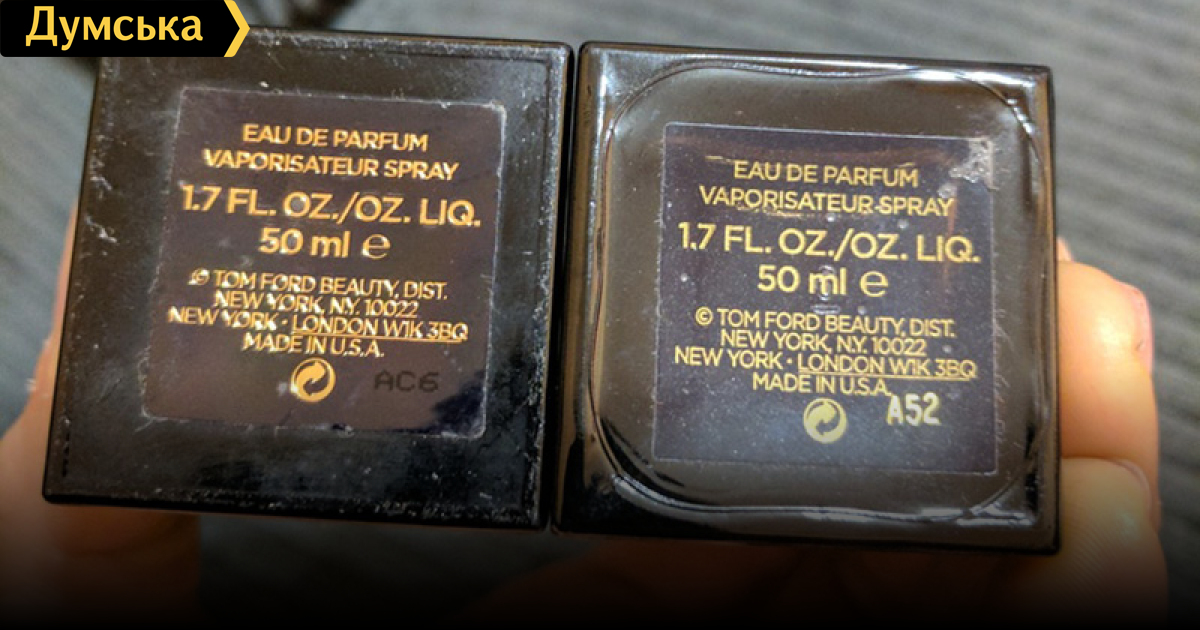 Думська
EAU DE PARFUM
VAPORISATEUR SPRAY
1.7 FL. OZ./OZ. LIQ.
50 ml e
© TOM FORD BEAUTY, DIST.
NEW YORK, N.Y. 10022
NEW YORK • LONDON W1K 3BQ
MADE IN U.S.A.
AC6
EAU DE PARFUM
VAPORISATEUR SPRAY
1.7 FL. OZ./OZ. LIQ.
50 ml e
© TOM FORD BEAUTY, DIST.
NEW YORK, N.Y. 10022
NEW YORK • LONDON W1K 3BQ
MADE IN U.S.A.
A52